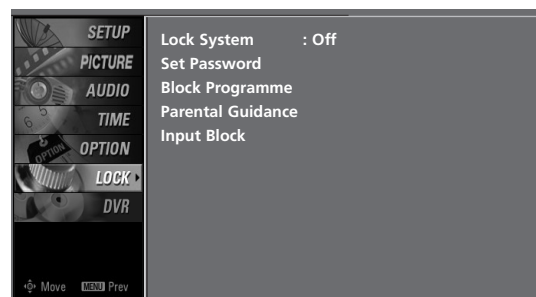 SETUP
PICTURE
AUDIO
TIME
OPTION
LOCK
DVR
Move MENU Prev
Lock System : Off
Set Password
Block Programme
Parental Guidance
Input Block